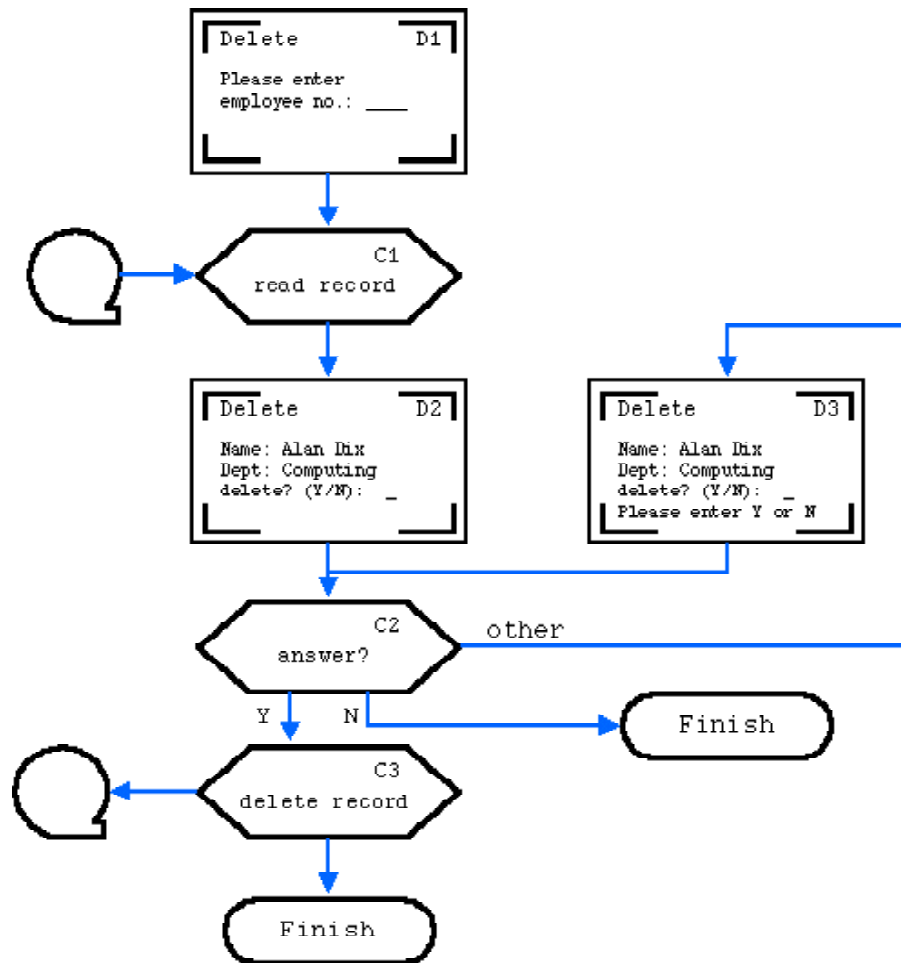 Delete D1
Please enter
employee no.: ____
C1
read record
Delete D2
Name: Alan Dix
Dept: Computing
delete? (Y/N): _
Delete D3
Name: Alan Dix
Dept: Computing
delete? (Y/N): _
Please enter Y or N
C2
answer?
other
Y
N
Finish
C3
delete record
Finish